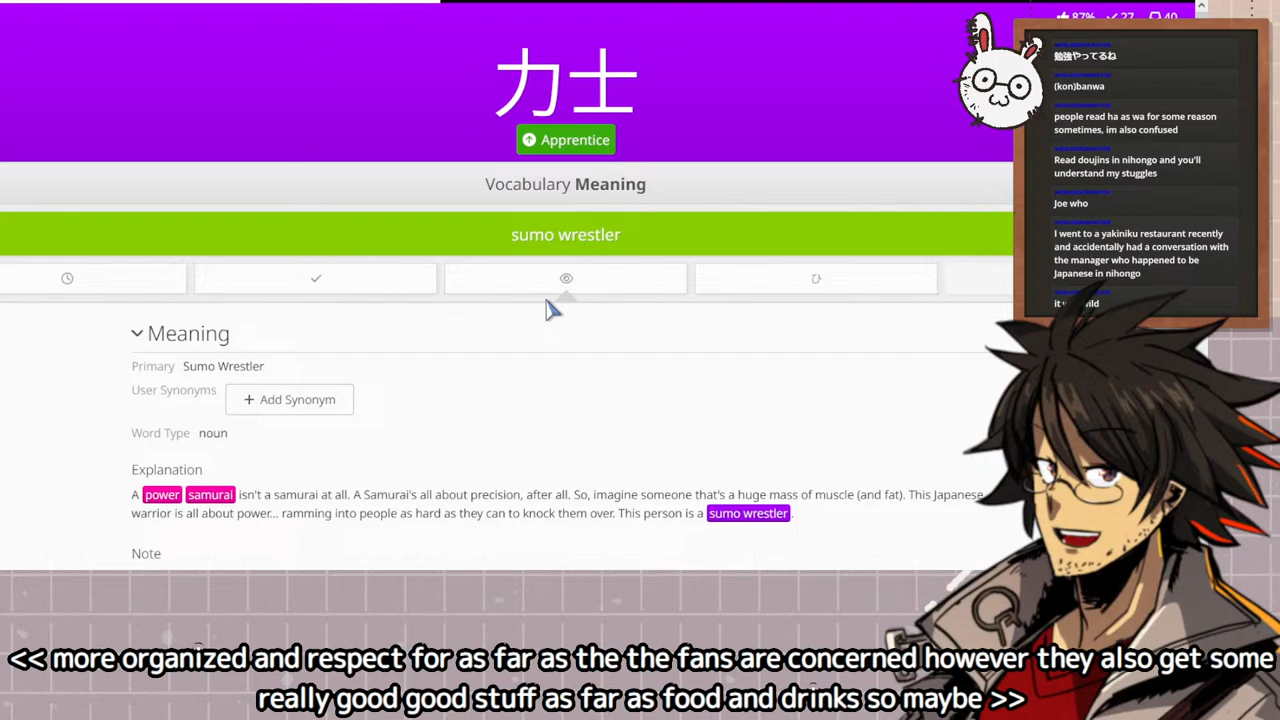 87% 27 40
力士
Apprentice
Vocabulary Meaning
sumo wrestler
ひ
Meaning
Primary Sumo Wrestler
User Synonyms
+ Add Synonym
Word Type noun
Explanation
A power samurai isn't a samurai at all. A Samurai's all about precision, after all. So, imagine someone that's a huge mass of muscle (and fat). This Japanese
warrior is all about power... ramming into people as hard as they can to knock them over. This person is a sumo wrestler.
Note
勉強やってるね
(kon)banwa
people read ha as wa for some reason
sometimes, im also confused
Read doujins in nihongo and you'll
understand my stuggles
Joe who
I went to a yakiniku restaurant recently
and accidentally had a conversation with
the manager who happened to be
Japanese in nihongo
it
<< more organized and respect for as far as the the fans are concerned however they also get some
really good good stuff as far as food and drinks so maybe >>